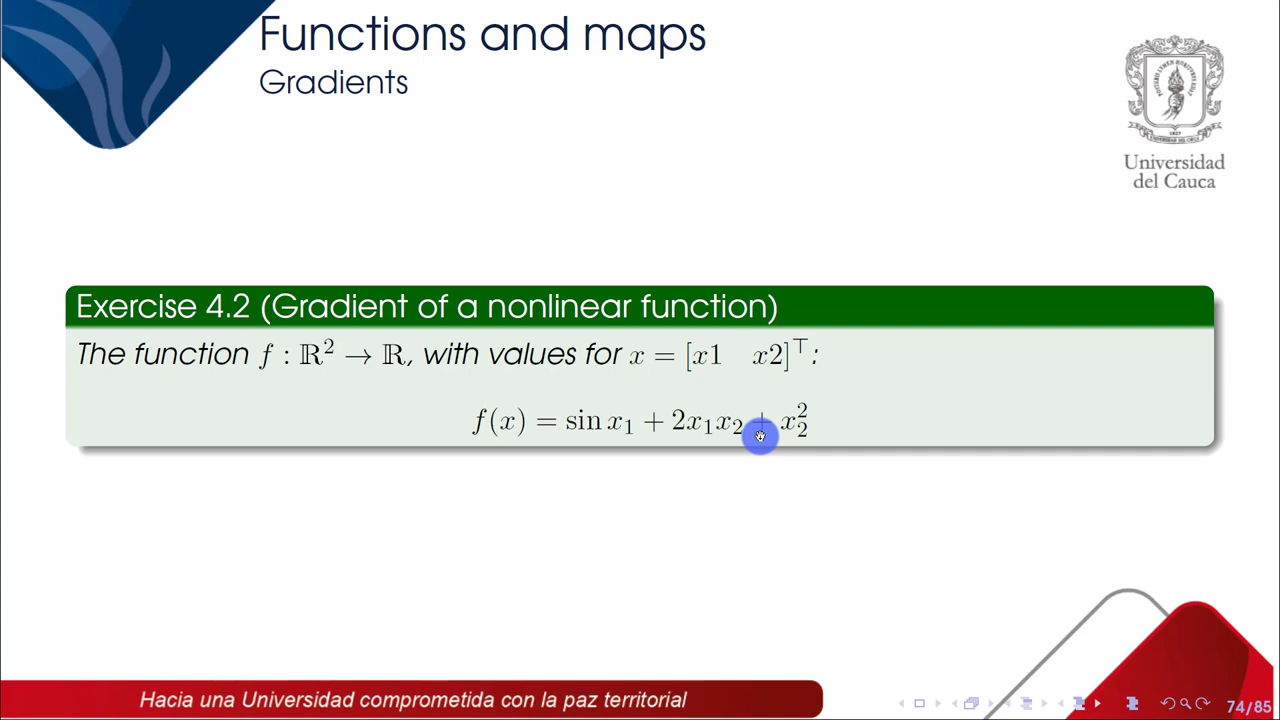 Functions and maps
Gradients
Universidad
del Cauca
Exercise 4.2 (Gradient of a nonlinear function)
The function f : ℝ² → ℝ, with values for x = [x1 x2]⊤:
f(x) = sin x₁ + 2x₁x₂ + x₂²
Hacia una Universidad comprometida con la paz territorial
74/85